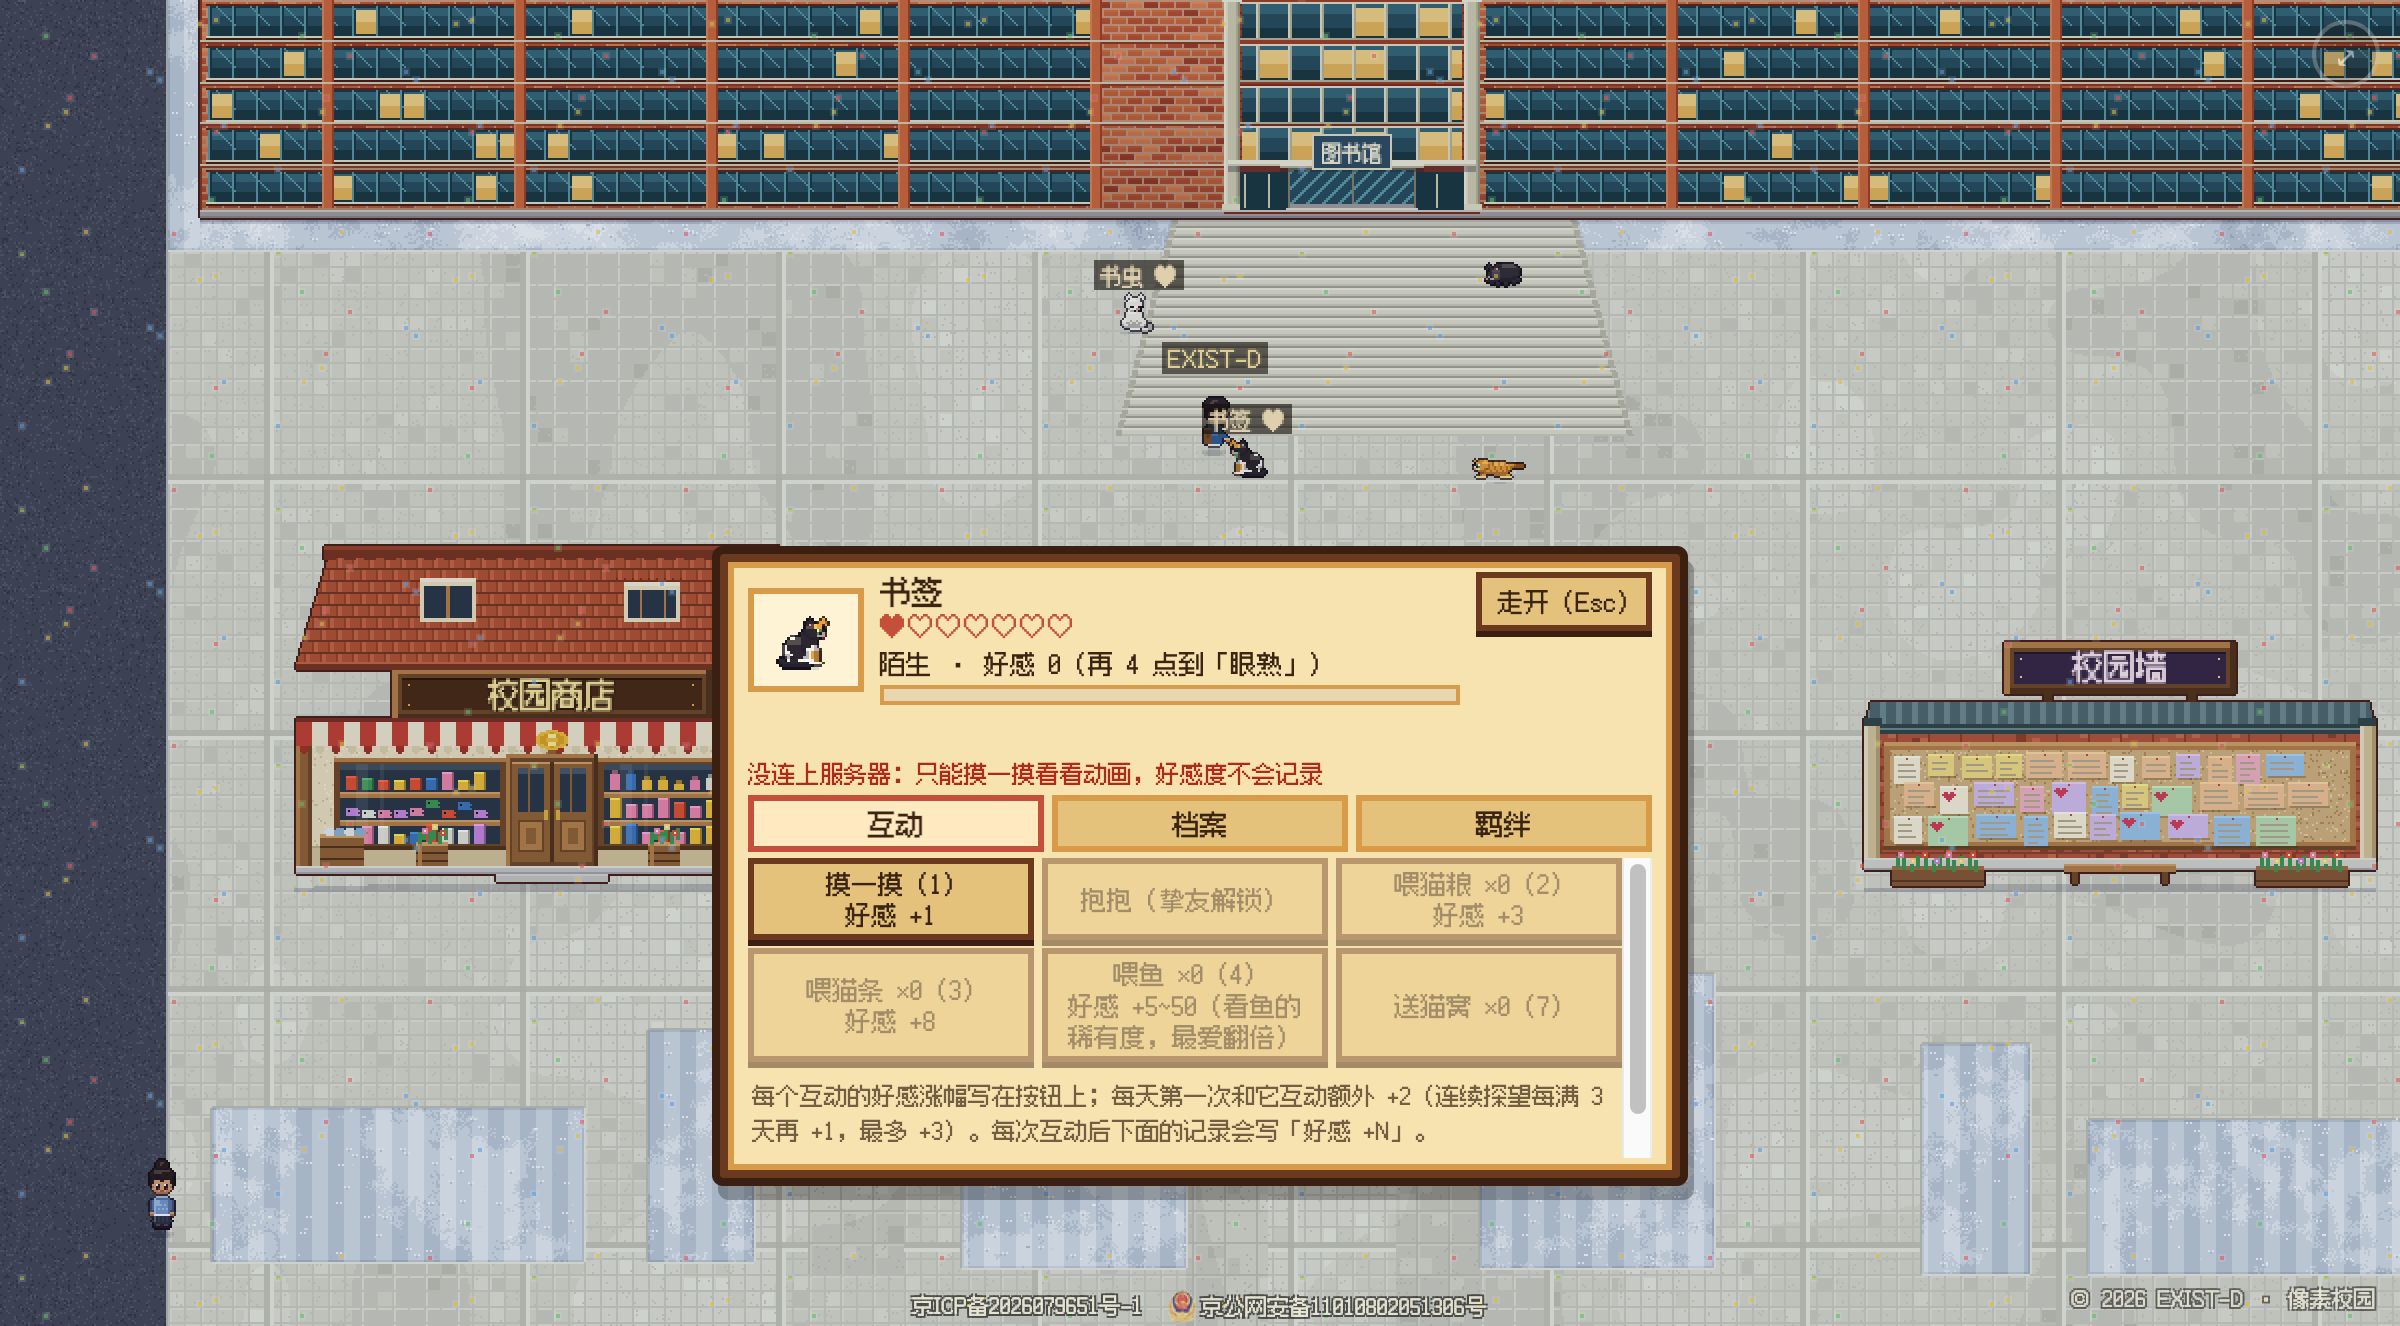 图书馆
书虫
EXIST-D
书签
书签
走开 (Esc)
陌生 · 好感 0 (再 4 点到「眼熟」)
校园商店
校园墙
没连上服务器: 只能摸一摸看看动画, 好感度不会记录
互动
档案
羁绊
摸一摸 (1)
好感 +1
抱抱 (挚友解锁)
喂猫粮 ×0 (2)
好感 +3
喂猫条 ×0 (3)
好感 +8
喂鱼 ×0 (4)
好感 +5~50 (看鱼的
稀有度, 最爱翻倍)
送猫窝 ×0 (7)
每个互动的好感涨幅写在按钮上; 每天第一次和它互动额外 +2 (连续探望每满 3
天再 +1, 最多 +3) 。每次互动后下面的记录会写「好感 +N」。
京ICP备2026079651号-1
京公网安备11010802051306号
© 2026 EXIST-D · 像素校园